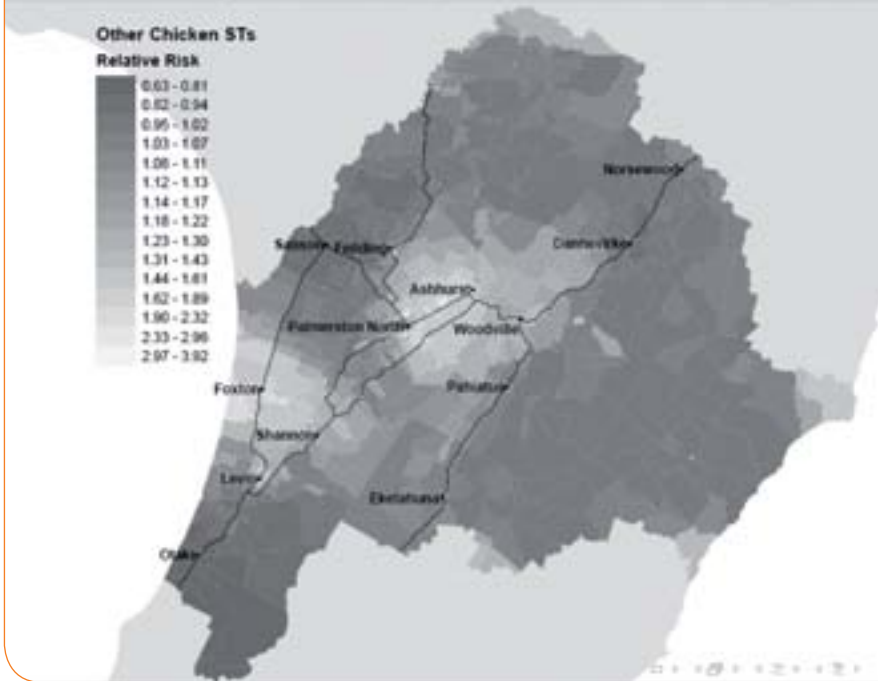 Other Chicken STs
Relative Risk
0.63 - 0.81
0.82 - 0.94
0.95 - 1.02
1.03 - 1.07
1.08 - 1.11
1.12 - 1.13
1.14 - 1.17
1.18 - 1.22
1.23 - 1.30
1.31 - 1.43
1.44 - 1.61
1.62 - 1.89
1.90 - 2.32
2.33 - 2.96
2.97 - 3.92
Norsewood
Sanson
Feilding
Dannevirke
Ashhurst
Palmerston North
Woodville
Foxton
Pahiatua
Shannon
Levin
Eketahuna
Otaki